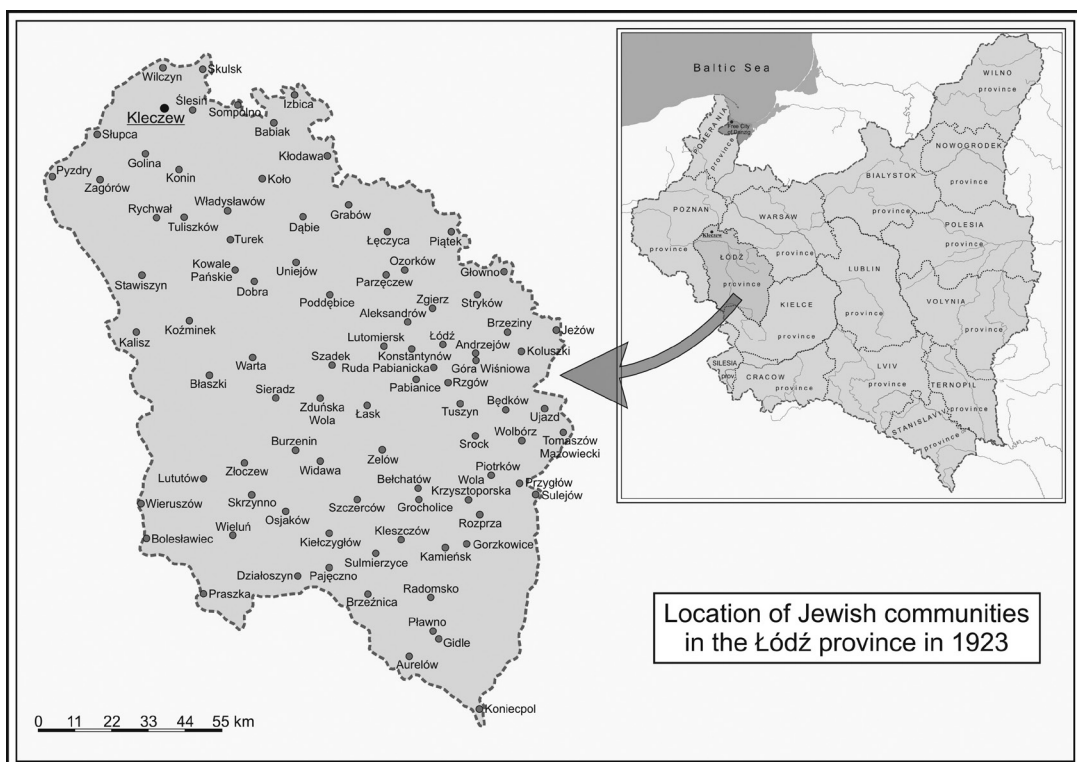 Wilczyn
Skulsk
Ślesin
Sompolno
Izbica
Kleczew
Babiak
Słupca
Golina
Kłodawa
Pyzdry
Zagórów
Konin
Koło
Rychwał
Władysławów
Grabów
Tuliszków
Dąbie
Turek
Łęczyca
Piątek
Kowale
Pańskie
Uniejów
Ozorków
Głowno
Stawiszyn
Dobra
Parzęczew
Poddębice
Zgierz
Stryków
Koźminek
Aleksandrów
Brzeziny
Jeżów
Kalisz
Lutomiersk
Łódź
Andrzejów
Koluszki
Warta
Szadek
Konstantynów
Ruda Pabianicka
Góra Wiśniowa
Błaszki
Sieradz
Pabianice
Rzgów
Zduńska
Wola
Łask
Tuszyn
Będków
Ujazd
Burzenin
Srock
Wolbórz
Tomaszów
Mazowiecki
Złoczew
Widawa
Zelów
Piotrków
Lututów
Bełchatów
Wola
Krzysztoporska
Przygłów
Sulejów
Wieruszów
Skrzynno
Szczerców
Grocholice
Osjaków
Rozprza
Bolesławiec
Wieluń
Kiełczygłów
Kleszczów
Kamieńsk
Gorzkowice
Sulmierzyce
Działoszyn
Pajęczno
Praszka
Brzeźnica
Radomsko
Pławno
Gidle
Aurelów
Koniecpol
0 11 22 33 44 55 km
Baltic Sea
WILNO
province
POMERANIA
province
Free City
of Danzig
NOWOGRODEK
province
BIALYSTOK
province
POZNAN
province
WARSAW
province
POLESIA
province
Kleczew
ŁÓDŹ
province
LUBLIN
province
KIELCE
province
VOLYNIA
province
SILESIA
prov.
CRACOW
province
LVIV
province
TERNOPIL
province
STANISLAVIV
province
Location of Jewish communities
in the Łódź province in 1923